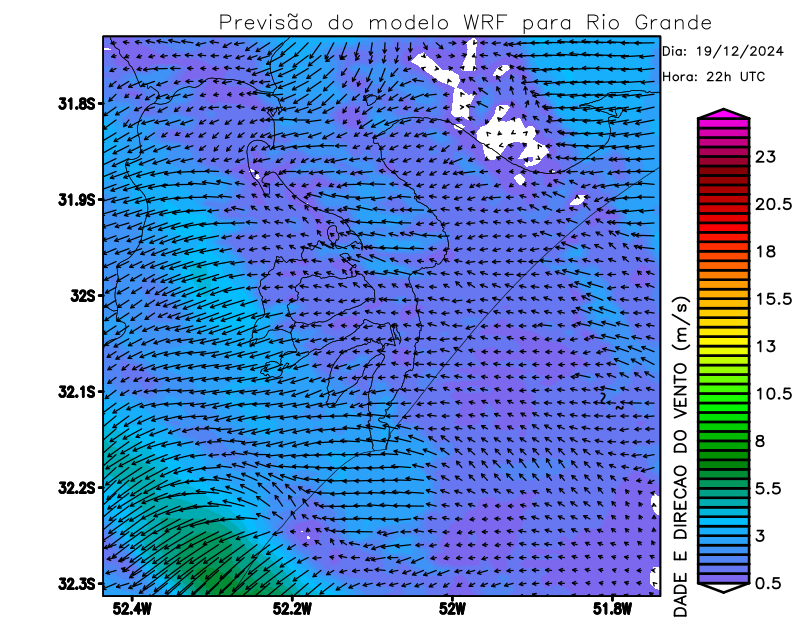 Previsão do modelo WRF para Rio Grande
Dia: 19/12/2024
Hora: 22h UTC
31.8S
31.9S
32S
32.1S
32.2S
32.3S
52.4W
52.2W
52W
51.8W
23
20.5
18
15.5
13
10.5
8
5.5
3
0.5
DADE E DIRECAO DO VENTO (m/s)